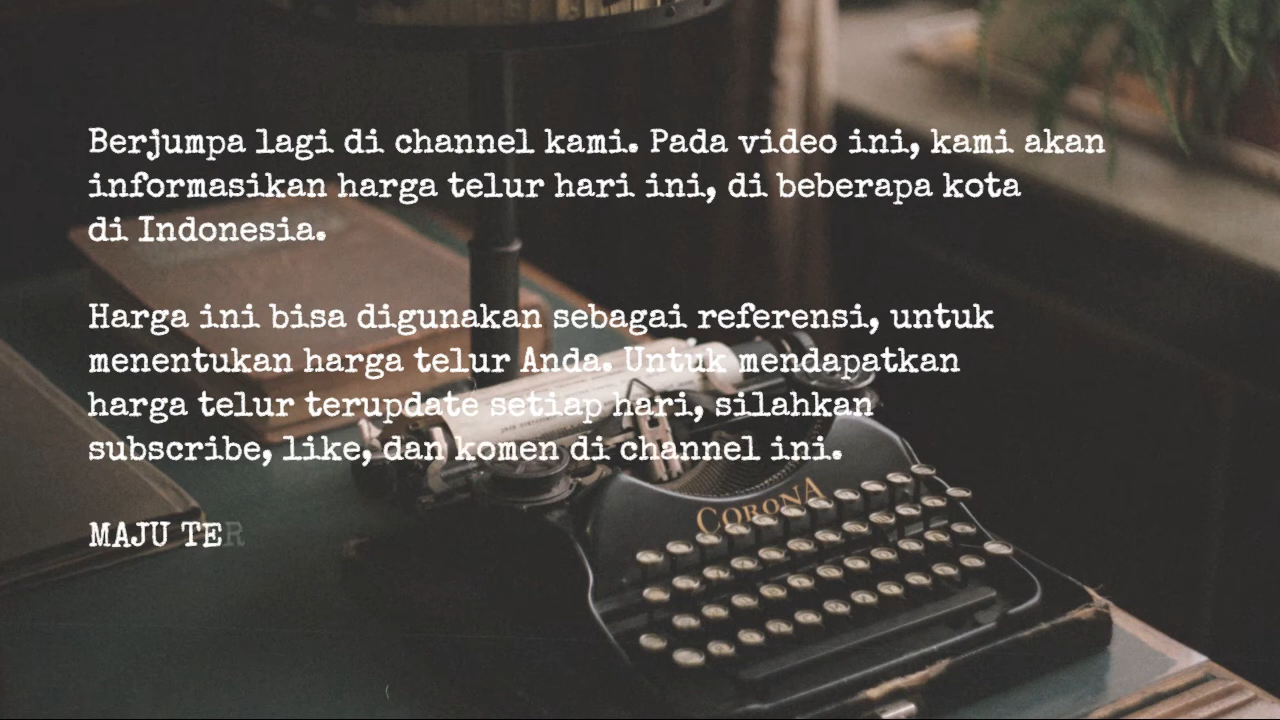 Berjumpa lagi di channel kami. Pada video ini, kami akan
informasikan harga telur hari ini, di beberapa kota
di Indonesia.
Harga ini bisa digunakan sebagai referensi, untuk
menentukan harga telur Anda. Untuk mendapatkan
harga telur terupdate setiap hari, silahkan
subscribe, like, dan komen di channel ini.
MAJU TER
CORONA